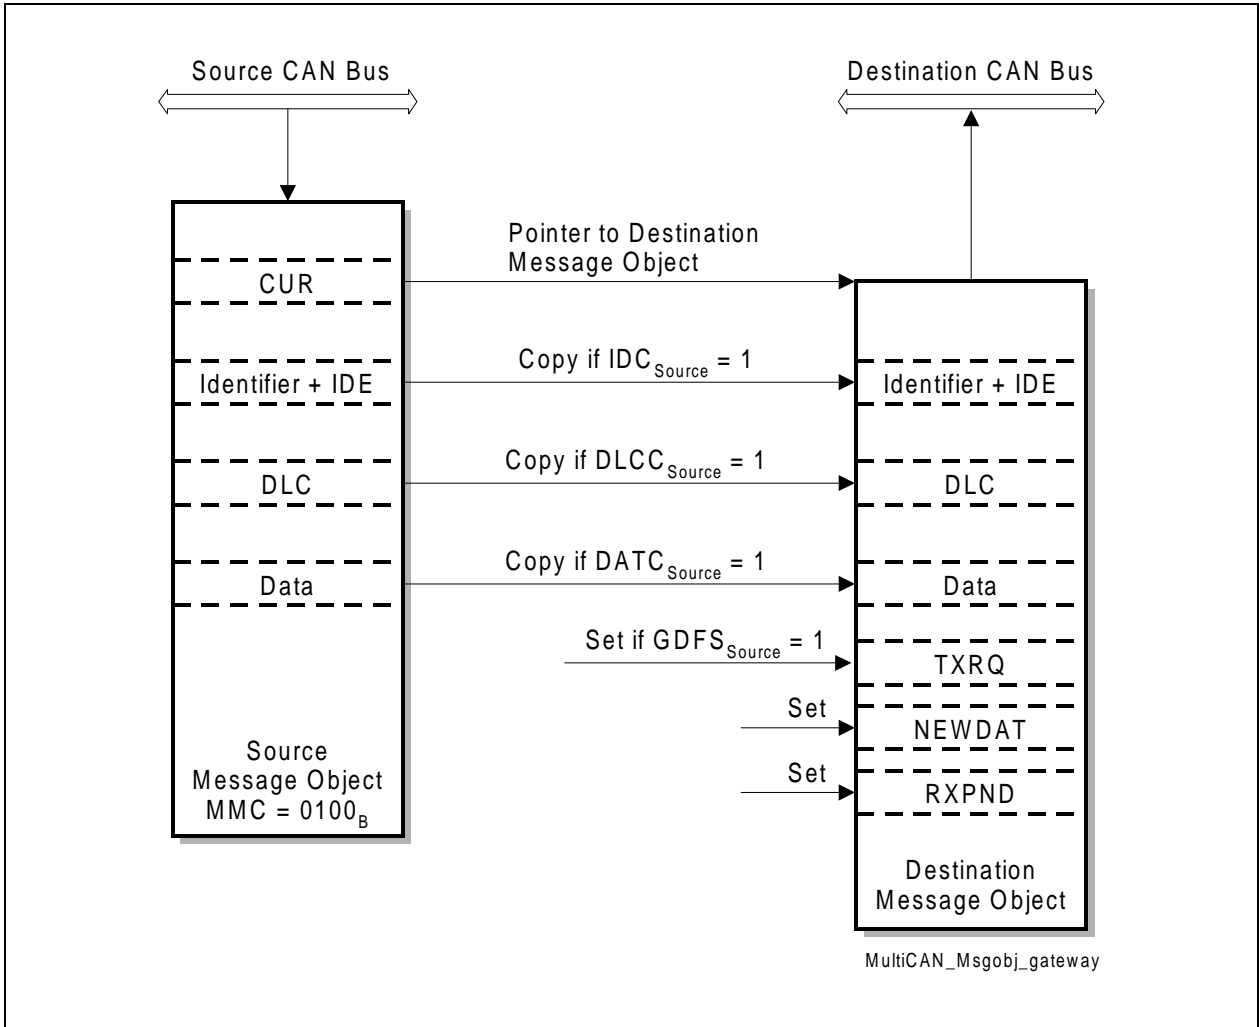 Source CAN Bus
Destination CAN Bus
Pointer to Destination
Message Object
CUR
Copy if IDCSource = 1
Identifier + IDE
Identifier + IDE
Copy if DLCCSource = 1
DLC
DLC
Copy if DATCSource = 1
Data
Data
Set if GDFSSource = 1
TXRQ
Set
NEWDAT
Set
RXPND
Source
Message Object
MMC = 0100B
Destination
Message Object
MultiCAN_Msgobj_gateway